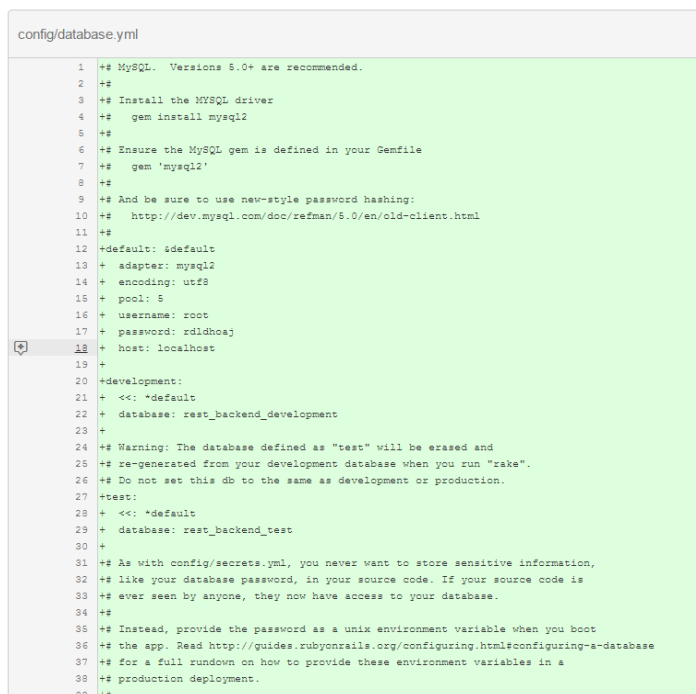 config/database.yml
1 +# MySQL.  Versions 5.0+ are recommended.
2 +#
3 +# Install the MYSQL driver
4 +#   gem install mysql2
5 +#
6 +# Ensure the MySQL gem is defined in your Gemfile
7 +#   gem 'mysql2'
8 +#
9 +# And be sure to use new-style password hashing:
10 +#   http://dev.mysql.com/doc/refman/5.0/en/old-client.html
11 +#
12 +default: &default
13 +  adapter: mysql2
14 +  encoding: utf8
15 +  pool: 5
16 +  username: root
17 +  password: rdldhoaj
18 +  host: localhost
19 +
20 +development:
21 +  <<: *default
22 +  database: rest_backend_development
23 +
24 +# Warning: The database defined as "test" will be erased and
25 +# re-generated from your development database when you run "rake".
26 +# Do not set this db to the same as development or production.
27 +test:
28 +  <<: *default
29 +  database: rest_backend_test
30 +
31 +# As with config/secrets.yml, you never want to store sensitive information,
32 +# like your database password, in your source code. If your source code is
33 +# ever seen by anyone, they now have access to your database.
34 +#
35 +# Instead, provide the password as a unix environment variable when you boot
36 +# the app. Read http://guides.rubyonrails.org/configuring.html#configuring-a-database
37 +# for a full rundown on how to provide these environment variables in a
38 +# production deployment.